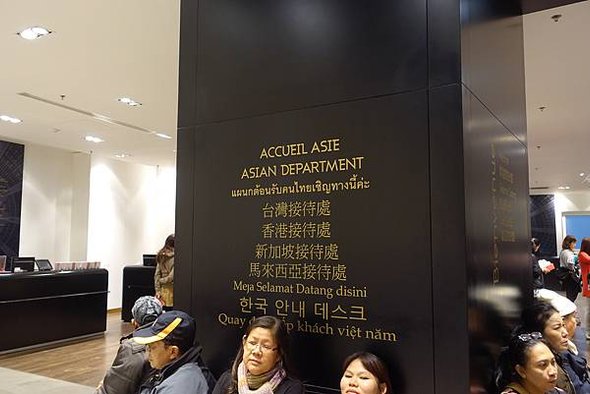 ACCUEIL ASIE
ASIAN DEPARTMENT
แผนกต้อนรับคนไทยเชิญทางนี้ค่ะ
台灣接待處
香港接待處
新加坡接待處
馬來西亞接待處
Meja Selamat Datang disini
한국 안내 데스크
Quay khách việt nam